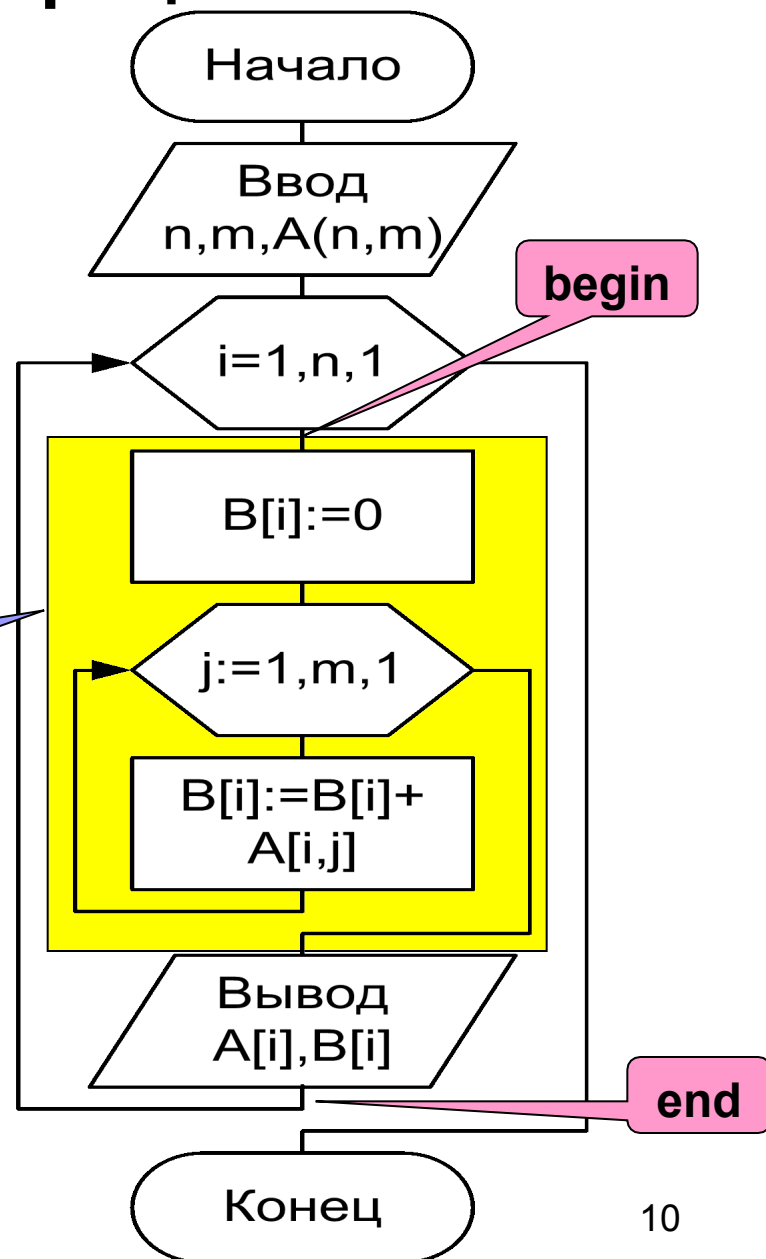 Начало
Ввод
n,m,A(n,m)
begin
i=1,n,1
B[i]:=0
j:=1,m,1
B[i]:=B[i]+
A[i,j]
Вывод
A[i],B[i]
end
Конец
10